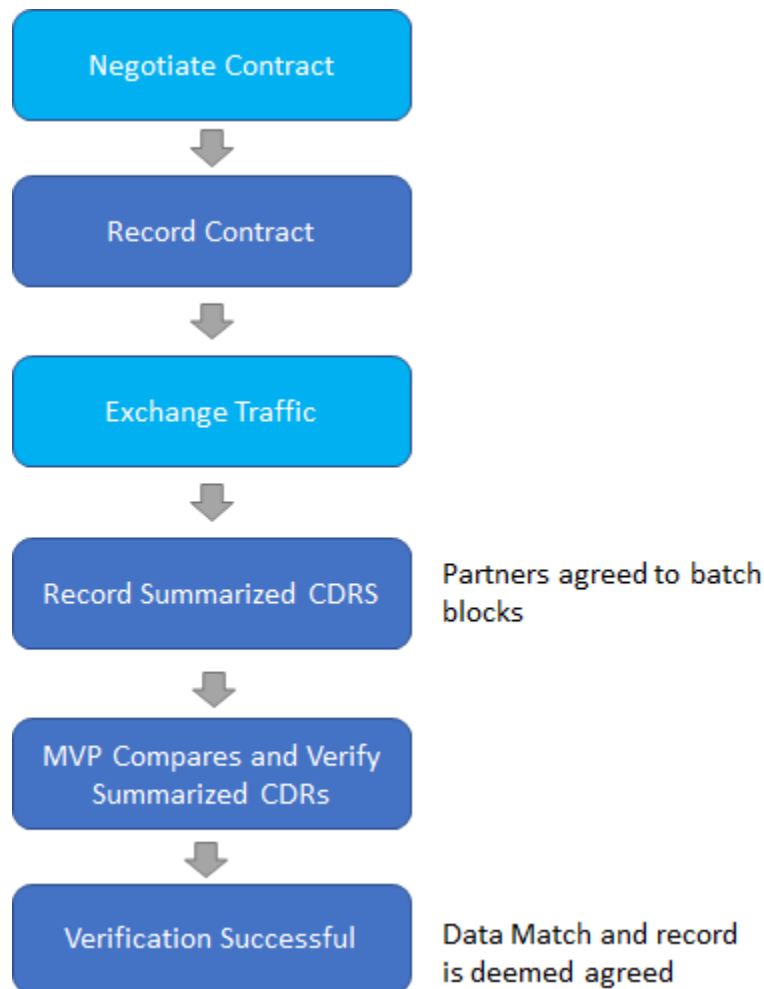 Negotiate Contract
Record Contract
Exchange Traffic
Record Summarized CDRS
Partners agreed to batch
blocks
MVP Compares and Verify
Summarized CDRs
Verification Successful
Data Match and record
is deemed agreed